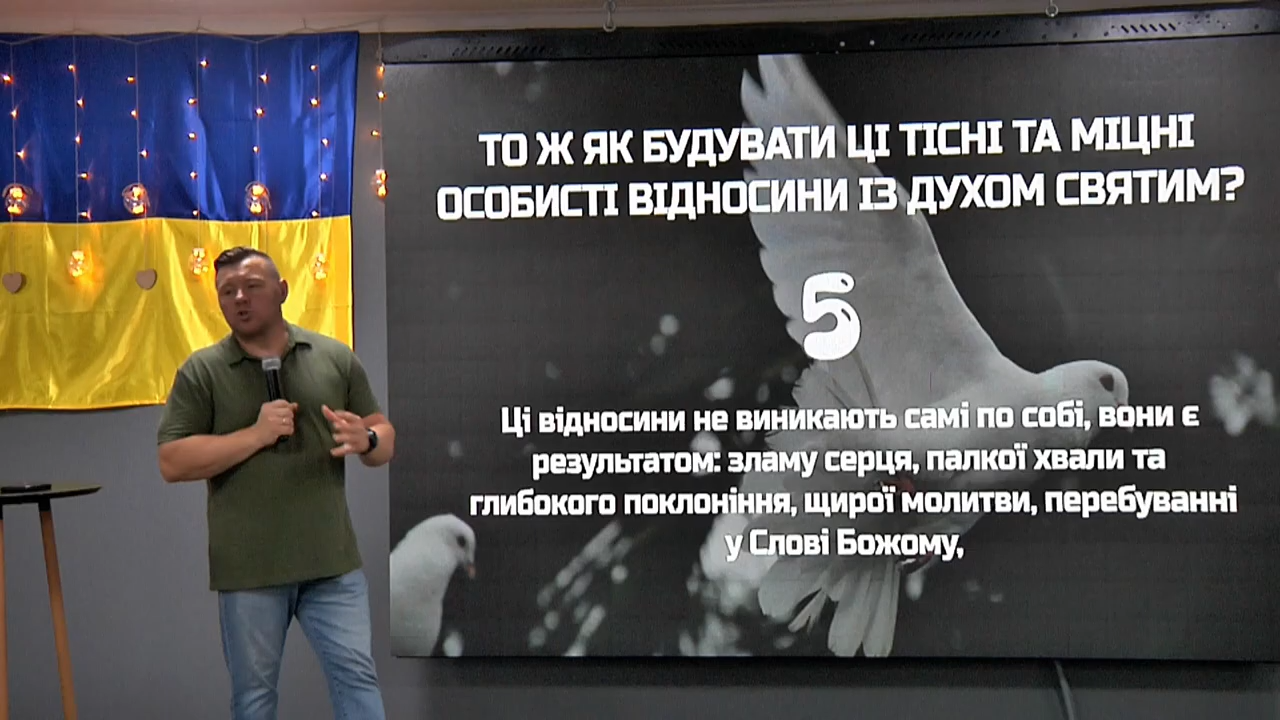 ТО Ж ЯК БУДУВАТИ ЦІ ТІСНІ ТА МІЦНІ
ОСОБИСТІ ВІДНОСИНИ ІЗ ДУХОМ СВЯТИМ?
5
Ці відносини не виникають самі по собі, вони є
результатом: зламу серця, палкої хвали та
глибокого поклоніння, щирої молитви, перебуванні
у Слові Божому,